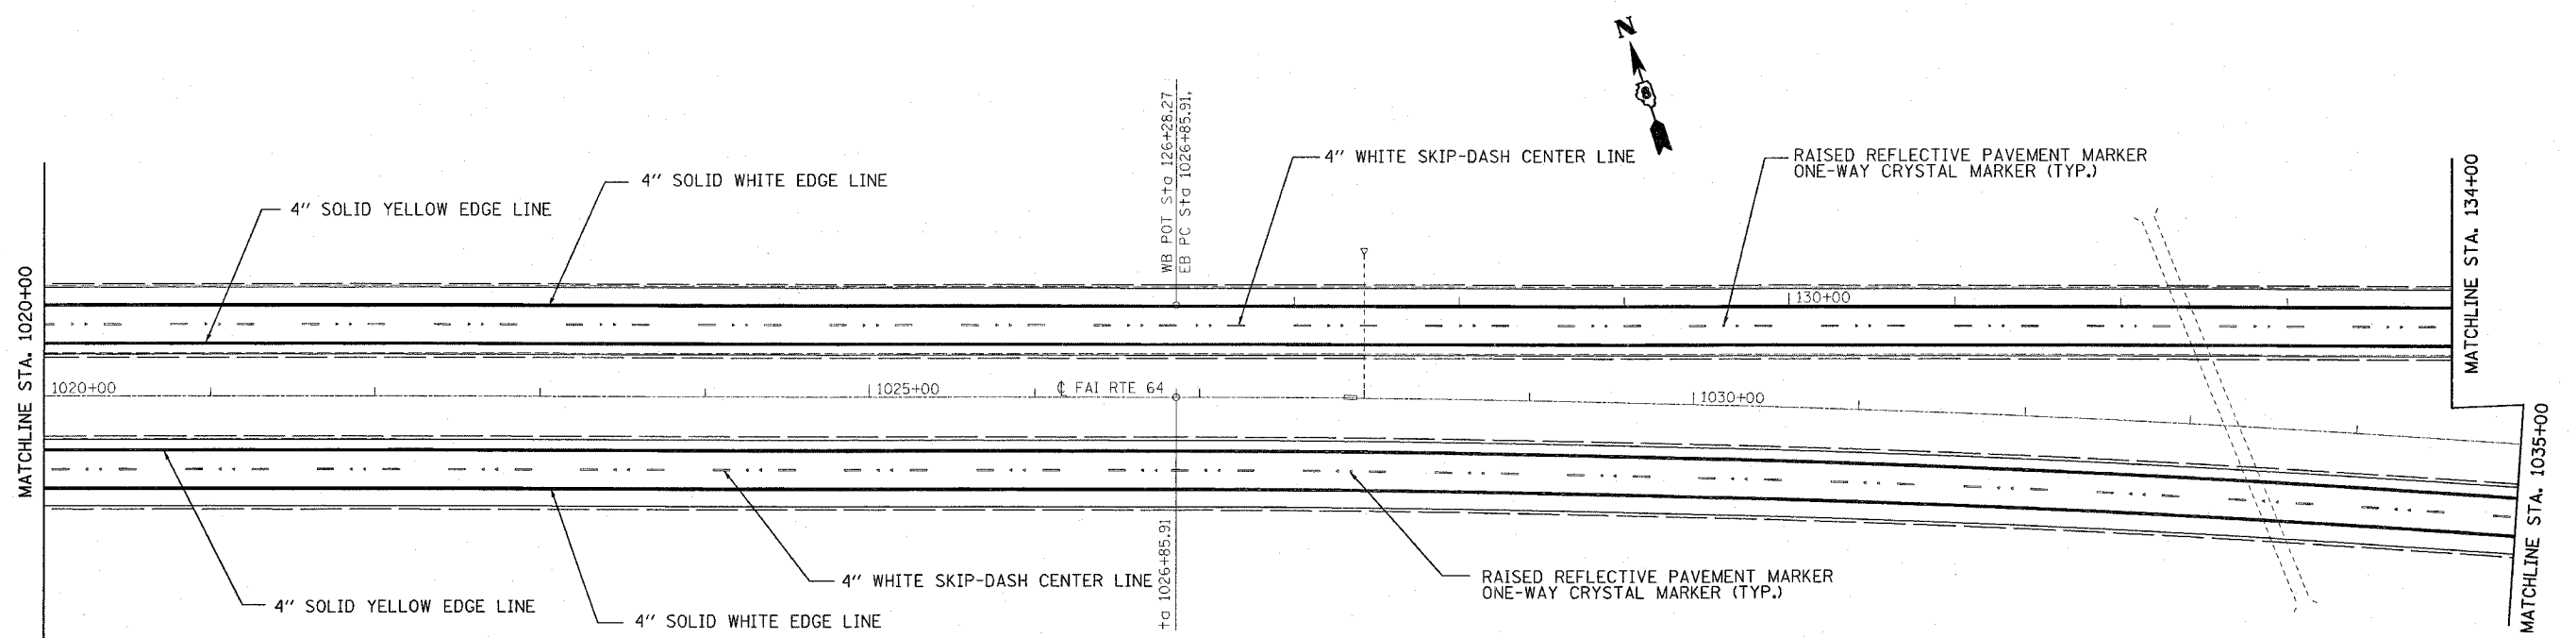 N
8
WB POT Sta 126+28.27
EB PC Sta 1026+85.91,
4" WHITE SKIP-DASH CENTER LINE
RAISED REFLECTIVE PAVEMENT MARKER
ONE-WAY CRYSTAL MARKER (TYP.)
4" SOLID WHITE EDGE LINE
4" SOLID YELLOW EDGE LINE
MATCHLINE STA. 134+00
MATCHLINE STA. 1020+00
130+00
1020+00
1025+00
℄ FAI RTE 64
1030+00
MATCHLINE STA. 1035+00
ta 1026+85.91
4" WHITE SKIP-DASH CENTER LINE
RAISED REFLECTIVE PAVEMENT MARKER
ONE-WAY CRYSTAL MARKER (TYP.)
4" SOLID YELLOW EDGE LINE
4" SOLID WHITE EDGE LINE